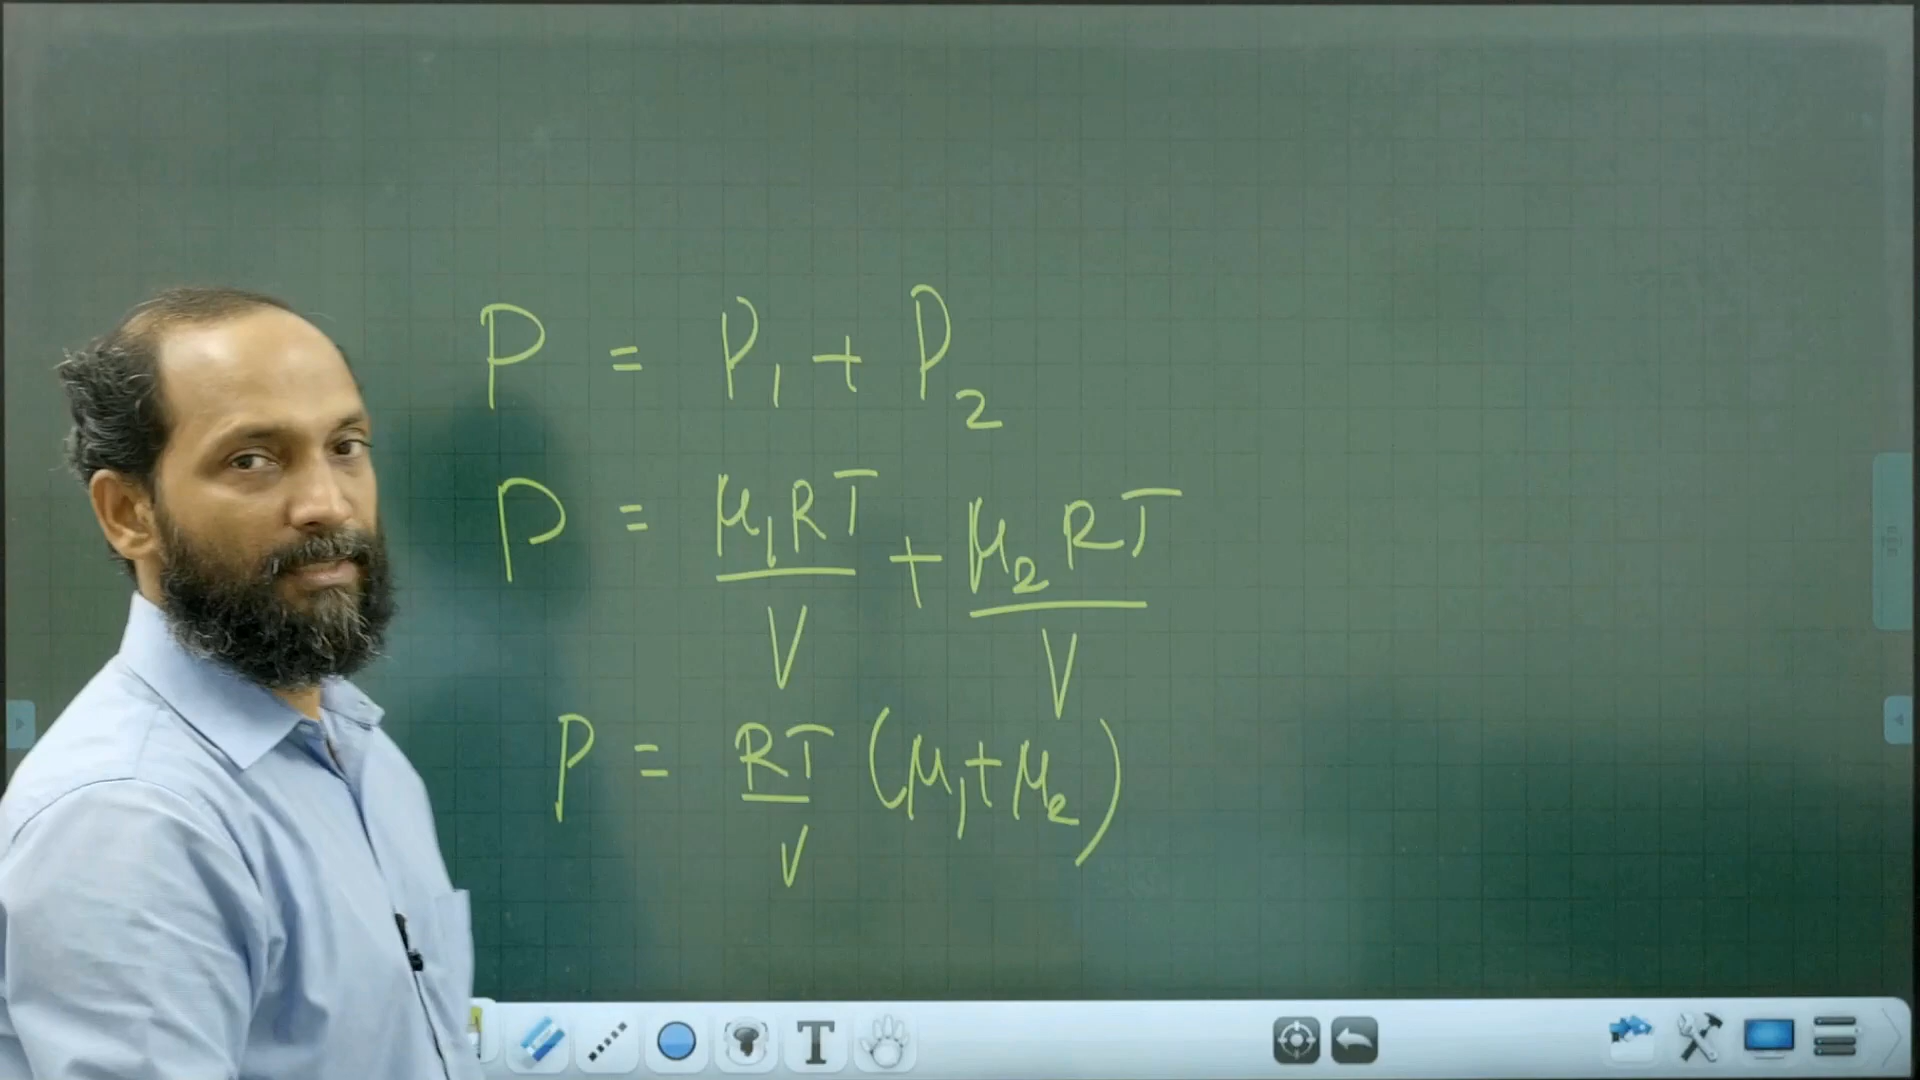 P = P₁ + P₂
P = μ₁RT/V + μ₂RT/V
P = RT/V (μ₁+μ₂)
T